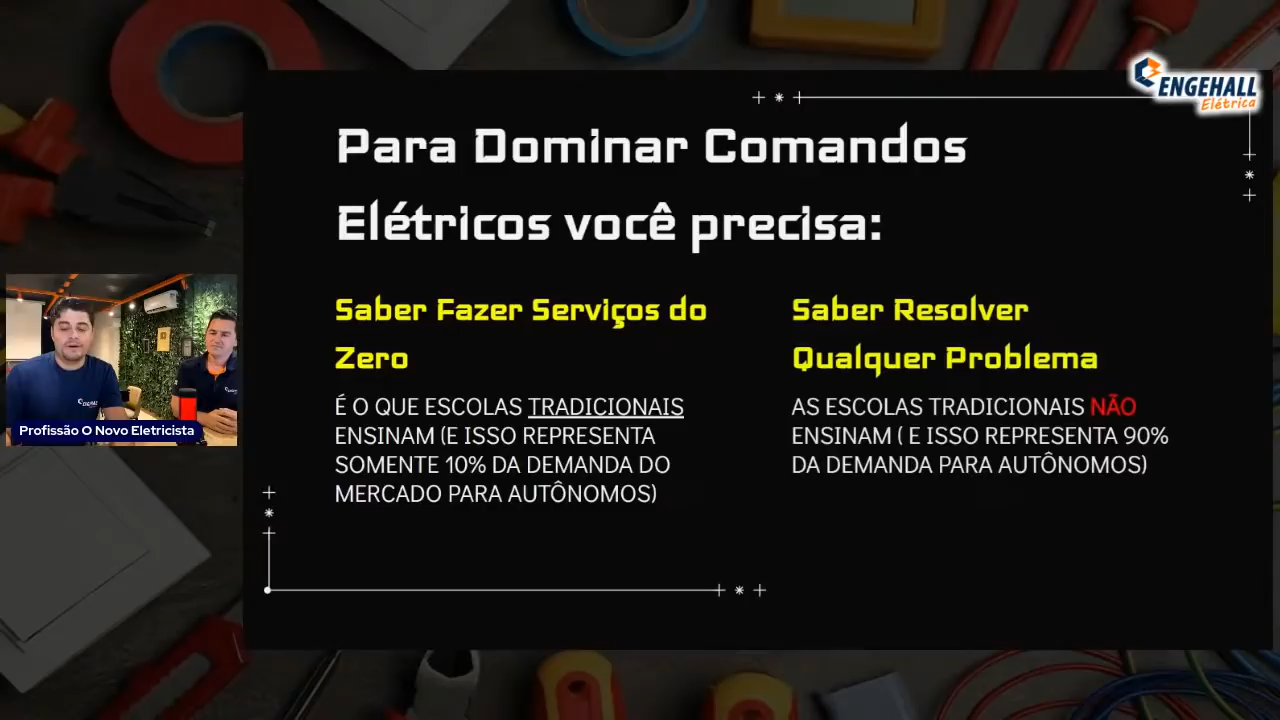 ENGEHALL
Elétrica
Para Dominar Comandos
Elétricos você precisa:
Saber Fazer Serviços do
Zero
É O QUE ESCOLAS TRADICIONAIS
ENSINAM (E ISSO REPRESENTA
SOMENTE 10% DA DEMANDA DO
MERCADO PARA AUTÔNOMOS)
Saber Resolver
Qualquer Problema
AS ESCOLAS TRADICIONAIS NÃO
ENSINAM ( E ISSO REPRESENTA 90%
DA DEMANDA PARA AUTÔNOMOS)
Profissão O Novo Eletricista